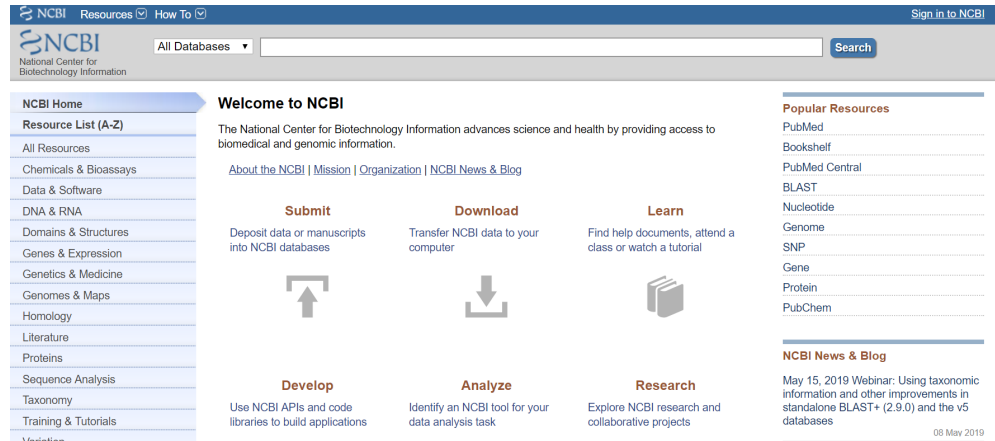 NCBI Resources How To Sign in to NCBI
NCBI
National Center for
Biotechnology Information
All Databases
Search
NCBI Home
Resource List (A-Z)
All Resources
Chemicals & Bioassays
Data & Software
DNA & RNA
Domains & Structures
Genes & Expression
Genetics & Medicine
Genomes & Maps
Homology
Literature
Proteins
Sequence Analysis
Taxonomy
Training & Tutorials
Variation
Welcome to NCBI
The National Center for Biotechnology Information advances science and health by providing access to
biomedical and genomic information.
About the NCBI | Mission | Organization | NCBI News & Blog
Submit
Deposit data or manuscripts
into NCBI databases
Download
Transfer NCBI data to your
computer
Learn
Find help documents, attend a
class or watch a tutorial
Develop
Use NCBI APIs and code
libraries to build applications
Analyze
Identify an NCBI tool for your
data analysis task
Research
Explore NCBI research and
collaborative projects
Popular Resources
PubMed
Bookshelf
PubMed Central
BLAST
Nucleotide
Genome
SNP
Gene
Protein
PubChem
NCBI News & Blog
May 15, 2019 Webinar: Using taxonomic
information and other improvements in
standalone BLAST+ (2.9.0) and the v5
databases
08 May 2019